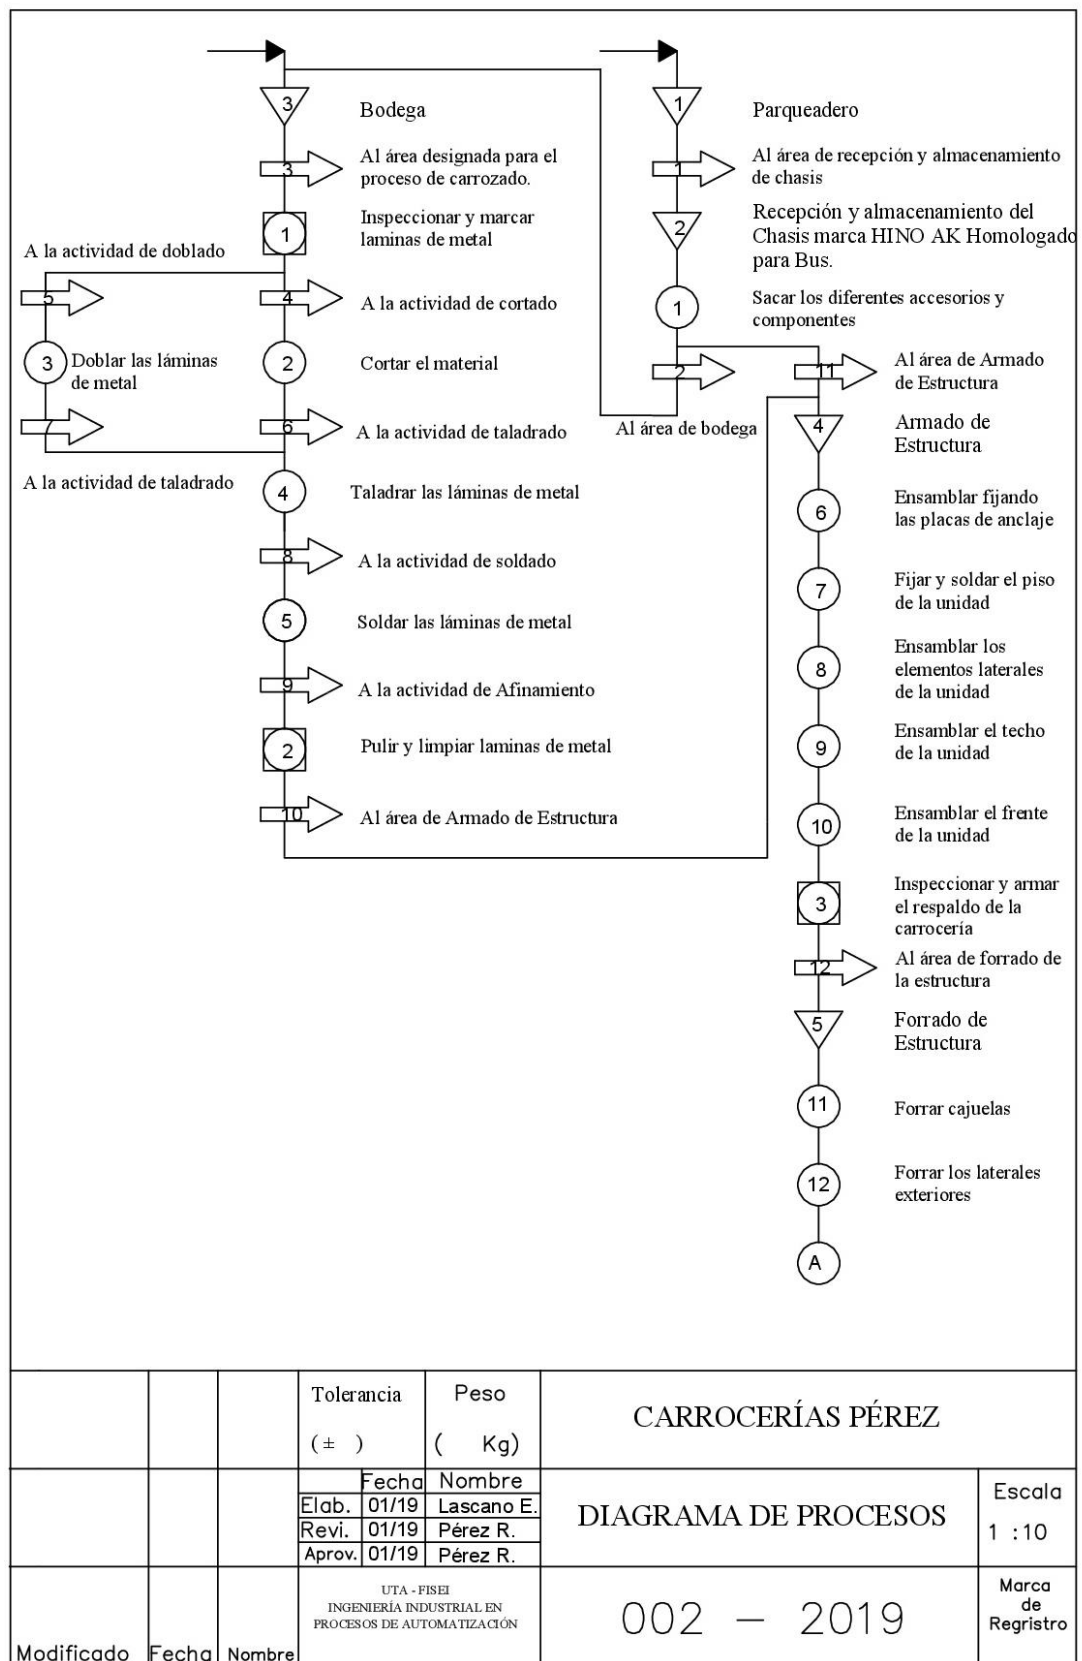 3
Bodega
3
Al área designada para el
proceso de carrozado.
1
Inspeccionar y marcar
laminas de metal
A la actividad de doblado
5
4
A la actividad de cortado
3
Doblar las láminas
de metal
2
Cortar el material
7
6
A la actividad de taladrado
A la actividad de taladrado
4
Taladrar las láminas de metal
8
A la actividad de soldado
5
Soldar las láminas de metal
9
A la actividad de Afinamiento
2
Pulir y limpiar laminas de metal
10
Al área de Armado de Estructura
1
Parqueadero
1
Al área de recepción y almacenamiento
de chasis
2
Recepción y almacenamiento del
Chasis marca HINO AK Homologado
para Bus.
1
Sacar los diferentes accesorios y
componentes
2
Al área de bodega
11
Al área de Armado
de Estructura
4
Armado de
Estructura
6
Ensamblar fijando
las placas de anclaje
7
Fijar y soldar el piso
de la unidad
8
Ensamblar los
elementos laterales
de la unidad
9
Ensamblar el techo
de la unidad
10
Ensamblar el frente
de la unidad
3
Inspeccionar y armar
el respaldo de la
carrocería
12
Al área de forrado de
la estructura
5
Forrado de
Estructura
11
Forrar cajuelas
12
Forrar los laterales
exteriores
A
Tolerancia
(± )
Peso
( Kg)
CARROCERÍAS PÉREZ
Fecha Nombre
Elab. 01/19 Lascano E.
Revi. 01/19 Pérez R.
Aprov. 01/19 Pérez R.
DIAGRAMA DE PROCESOS
Escala
1 :10
UTA - FISEI
INGENIERÍA INDUSTRIAL EN
PROCESOS DE AUTOMATIZACIÓN
002 - 2019
Marca
de
Regristro
Modificado Fecha Nombre